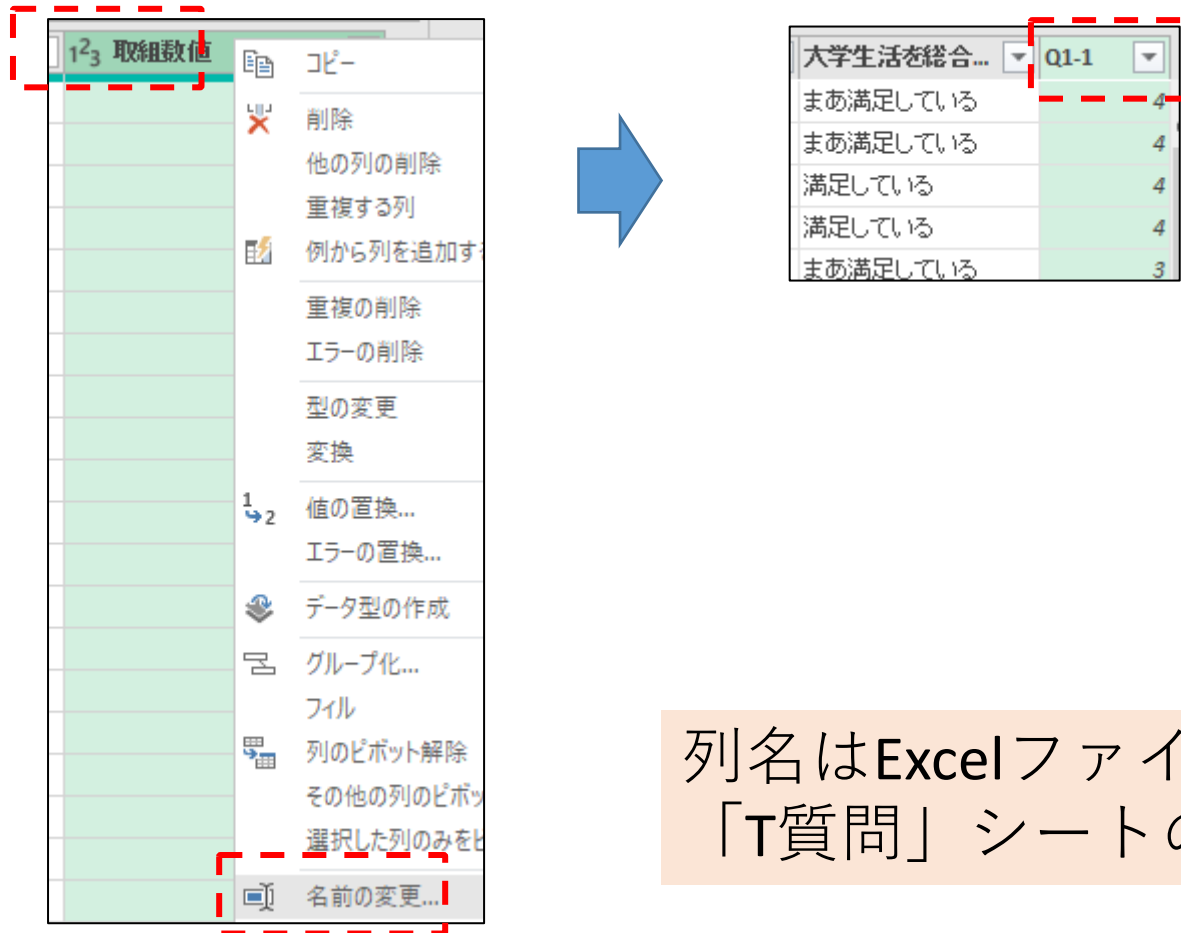 1²3 取組数値
コピー
削除
他の列の削除
重複する列
例から列を追加す
重複の削除
エラーの削除
型の変更
変換
1
2
値の置換...
エラーの置換...
データ型の作成
グループ化...
フィル
列のピボット解除
その他の列のピボッ
選択した列のみを
名前の変更...
大学生活を総合... Q1-1
まあ満足している 4
まあ満足している 4
満足している 4
満足している 4
まあ満足している 3
列名はExcelファイ
「T質問」シートの